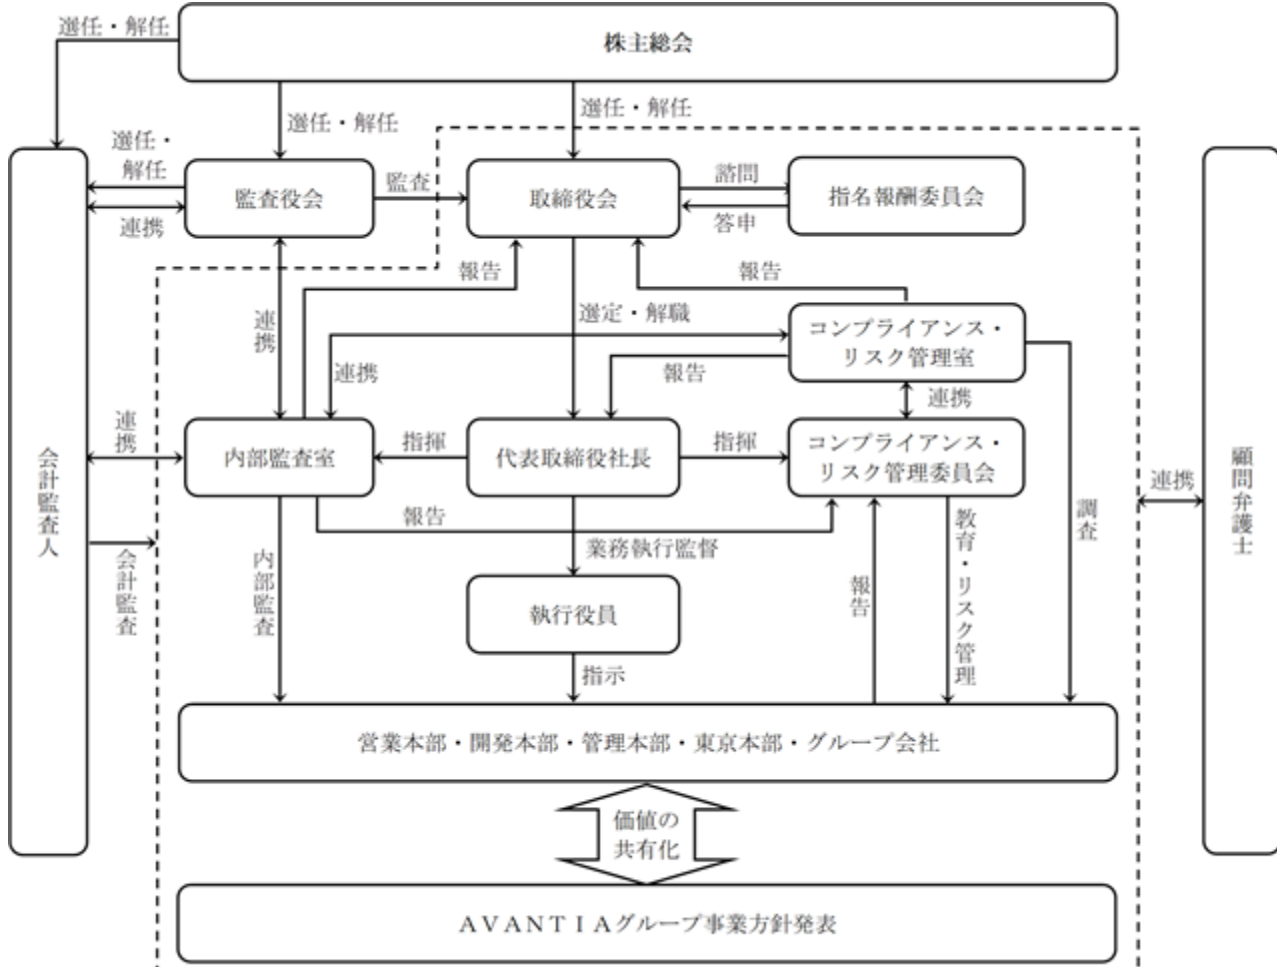 選任・解任
株主総会
選任・解任
選任・解任
選任・
解任
監査役会
監査
取締役会
諮問
答申
指名報酬委員会
連携
報告
報告
連携
選定・解職
コンプライアンス・
リスク管理室
連携
報告
連携
連携
内部監査室
指揮
代表取締役社長
指揮
コンプライアンス・
リスク管理委員会
会計監査人
顧問弁護士
連携
報告
業務執行監督
教育・リスク管理
調査
会計監査
内部監査
執行役員
報告
指示
営業本部・開発本部・管理本部・東京本部・グループ会社
価値の
共有化
AVANTIAグループ事業方針発表